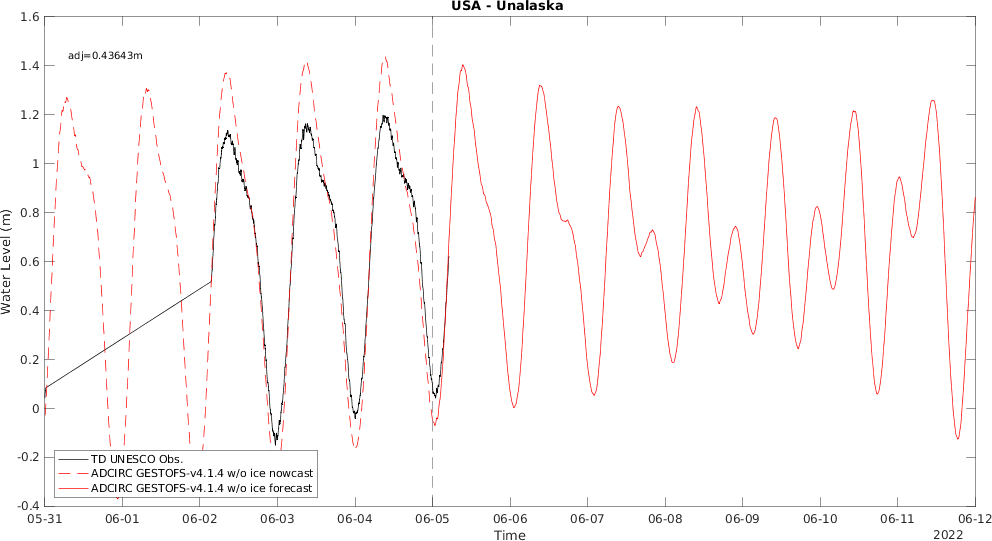 USA - Unalaska
1.6
1.4
1.2
1
0.8
0.6
0.4
0.2
0
-0.2
-0.4
Water Level (m)
adj=0.43643m
TD UNESCO Obs.
ADCIRC GESTOFS-v4.1.4 w/o ice nowcast
ADCIRC GESTOFS-v4.1.4 w/o ice forecast
05-31 06-01 06-02 06-03 06-04 06-05 06-06 06-07 06-08 06-09 06-10 06-11 06-12
Time
2022